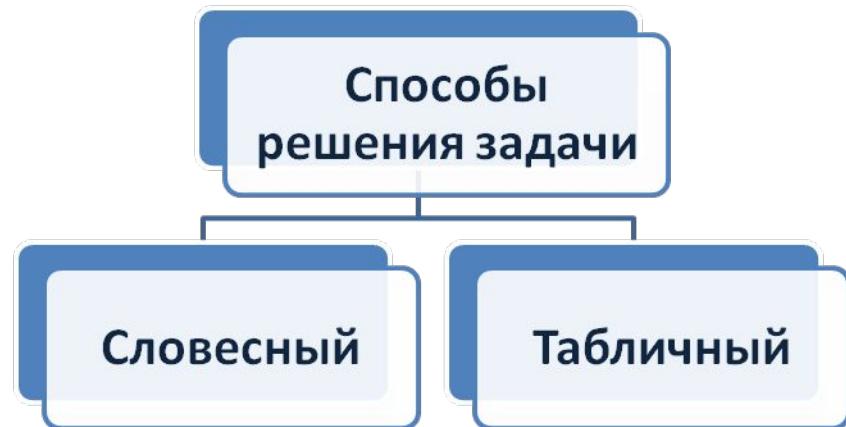 Способы
решения задачи
Словесный
Табличный